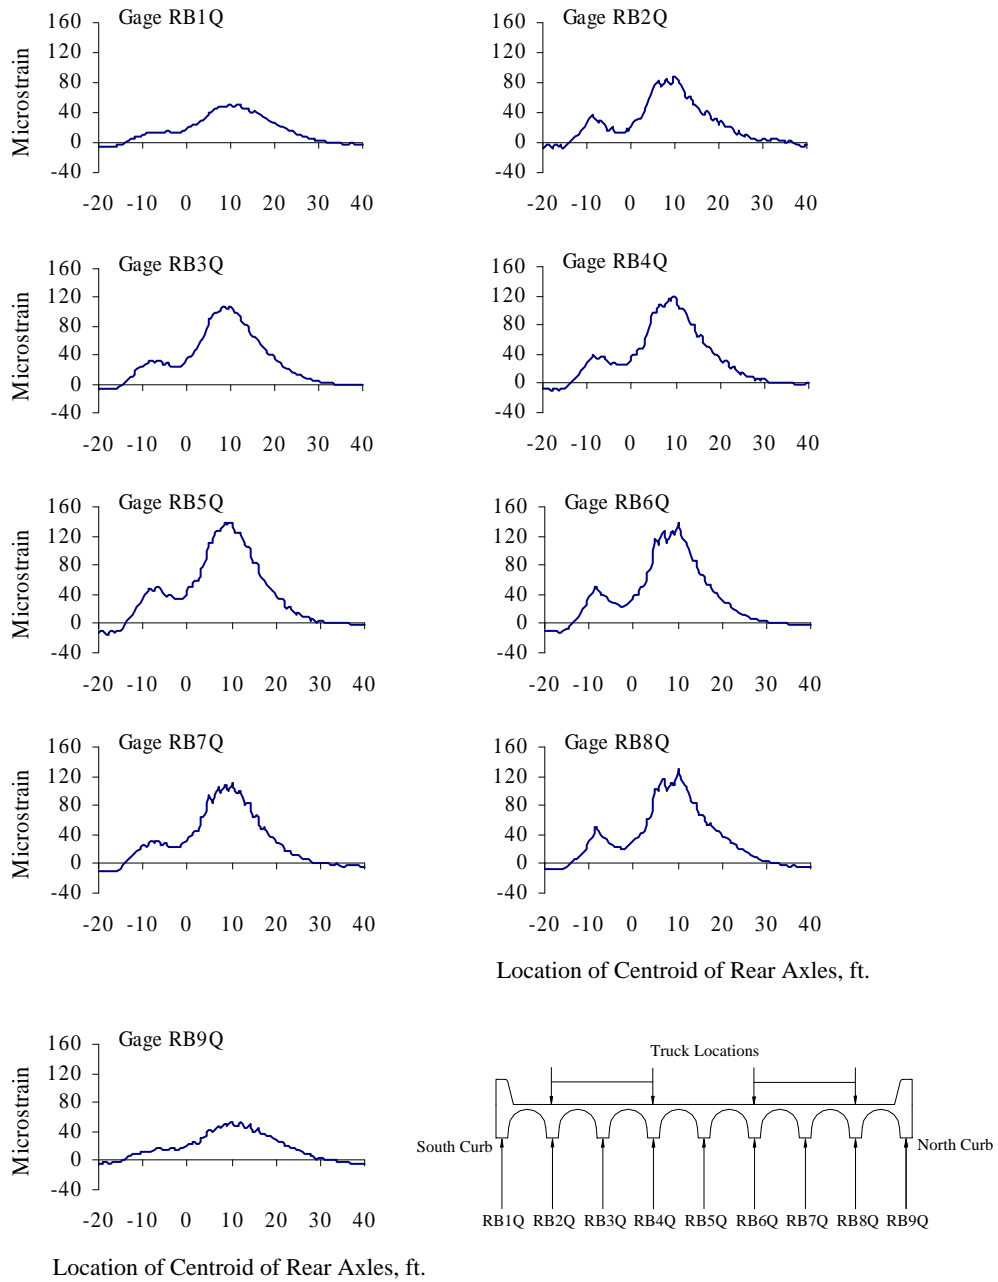 Gage RB1Q
160
120
80
40
0
-40
Microstrain
-20 -10 0 10 20 30 40
Gage RB2Q
160
120
80
40
0
-40
-20 -10 0 10 20 30 40
Gage RB3Q
160
120
80
40
0
-40
Microstrain
-20 -10 0 10 20 30 40
Gage RB4Q
160
120
80
40
0
-40
-20 -10 0 10 20 30 40
Gage RB5Q
160
120
80
40
0
-40
Microstrain
-20 -10 0 10 20 30 40
Gage RB6Q
160
120
80
40
0
-40
-20 -10 0 10 20 30 40
Gage RB7Q
160
120
80
40
0
-40
Microstrain
-20 -10 0 10 20 30 40
Gage RB8Q
160
120
80
40
0
-40
-20 -10 0 10 20 30 40
Location of Centroid of Rear Axles, ft.
Gage RB9Q
160
120
80
40
0
-40
Microstrain
-20 -10 0 10 20 30 40
Location of Centroid of Rear Axles, ft.
Truck Locations
South Curb
North Curb
RB1Q RB2Q RB3Q RB4Q RB5Q RB6Q RB7Q RB8Q RB9Q